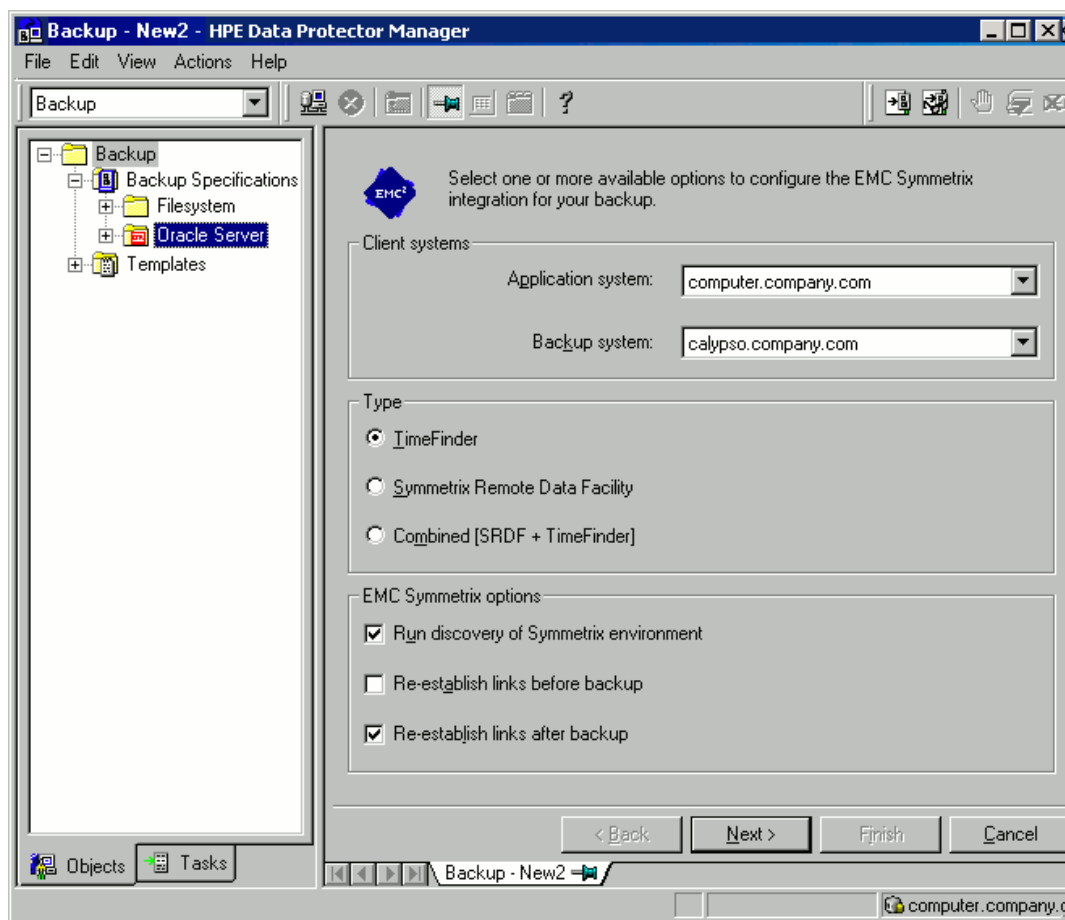 Backup - New2 - HPE Data Protector Manager
File Edit View Actions Help
Backup
?
Backup
Backup Specifications
Filesystem
Oracle Server
Templates
EMC²
Select one or more available options to configure the EMC Symmetrix
integration for your backup.
Client systems
Application system: computer.company.com
Backup system: calypso.company.com
Type
TimeFinder
Symmetrix Remote Data Facility
Combined [SRDF + TimeFinder]
EMC Symmetrix options
Run discovery of Symmetrix environment
Re-establish links before backup
Re-establish links after backup
< Back Next > Finish Cancel
Objects Tasks
Backup - New2
computer.company.c